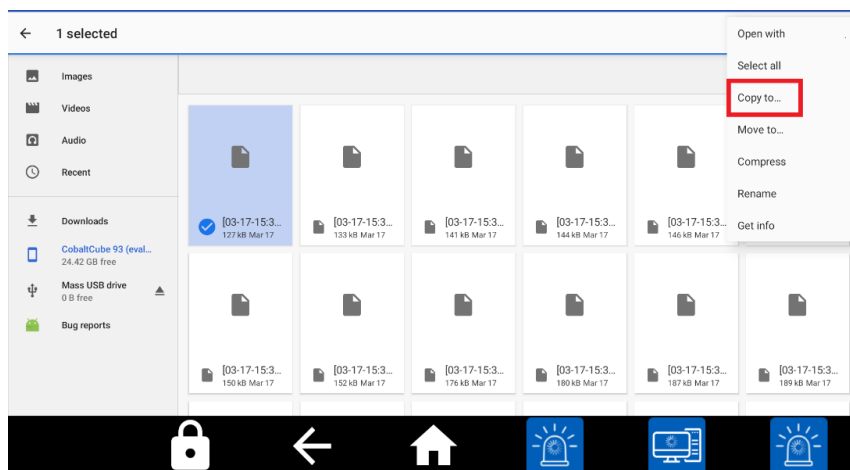 1 selected
Open with
Select all
Copy to...
Move to...
Compress
Rename
Get info
Images
Videos
Audio
Recent
Downloads
CobaltCube 93 (eval...
24.42 GB free
Mass USB drive
0 B free
Bug reports
[03-17-15:3...
127 kB Mar 17
[03-17-15:3...
133 kB Mar 17
[03-17-15:3...
141 kB Mar 17
[03-17-15:3...
144 kB Mar 17
[03-17-15:3...
146 kB Mar 17
[03-17-15:3...
150 kB Mar 17
[03-17-15:3...
152 kB Mar 17
[03-17-15:3...
176 kB Mar 17
[03-17-15:3...
180 kB Mar 17
[03-17-15:3...
187 kB Mar 17
[03-17-15:3...
189 kB Mar 17